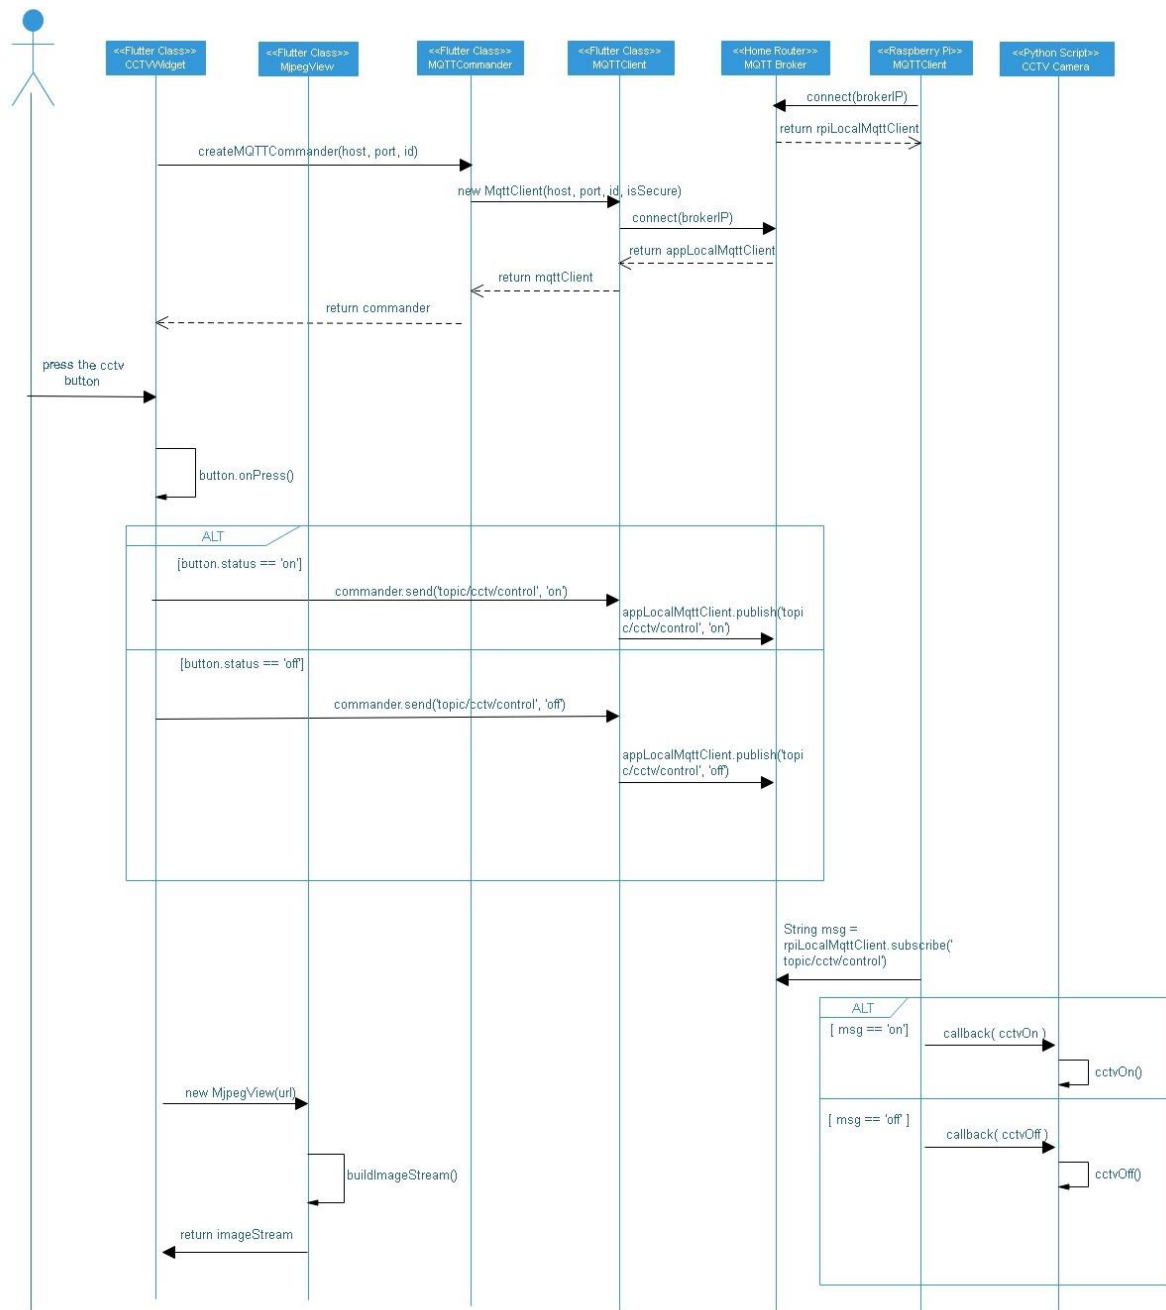 <<Flutter Class>>
CCTVWidget
<<Flutter Class>>
MjpegView
<<Flutter Class>>
MQTTCommander
<<Flutter Class>>
MQTTClient
<<Home Router>>
MQTT Broker
<<Raspberry Pi>>
MQTTClient
<<Python Script>>
CCTV Camera
connect(brokerIP)
return rpiLocalMqttClient
createMQTTCommander(host, port, id)
new MqttClient(host, port, id, isSecure)
connect(brokerIP)
return appLocalMqttClient
return mqttClient
return commander
press the cctv
button
button.onPress()
ALT
[button.status == 'on']
commander.send('topic/cctv/control', 'on')
appLocalMqttClient.publish('topi
c/cctv/control', 'on')
[button.status == 'off']
commander.send('topic/cctv/control', 'off')
appLocalMqttClient.publish('topi
c/cctv/control', 'off')
String msg =
rpiLocalMqttClient.subscribe('
topic/cctv/control')
ALT
[ msg == 'on']
callback( cctvOn )
cctvOn()
new MjpegView(url)
[ msg == 'off' ]
callback( cctvOff )
cctvOff()
buildImageStream()
return imageStream